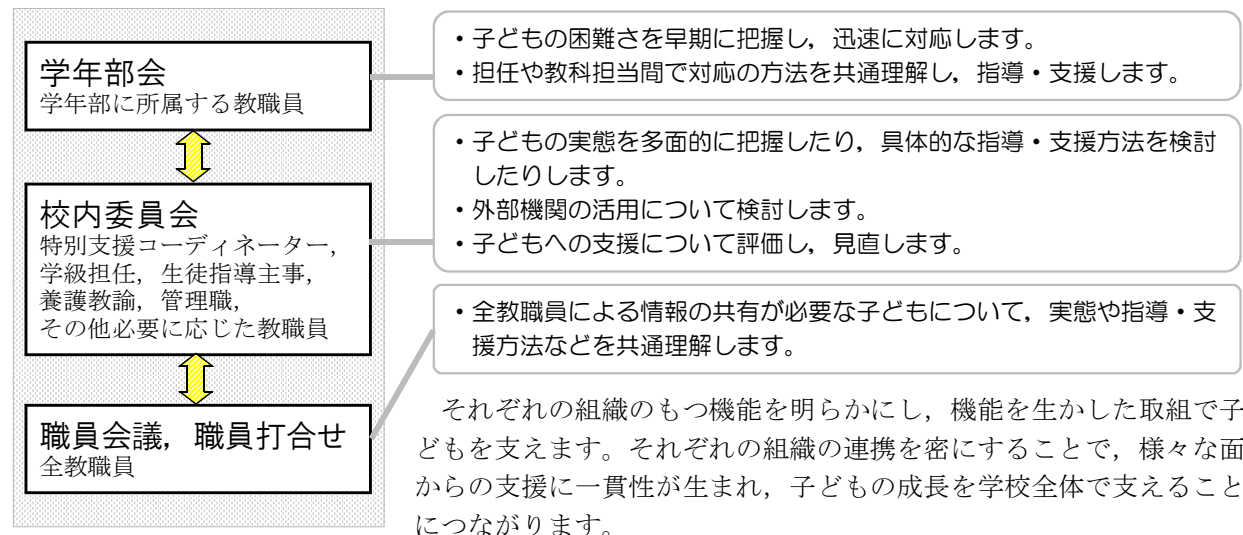 学年部会
学年部に所属する教職員
・子どもの困難さを早期に把握し，迅速に対応します。
・担任や教科担当間で対応の方法を共通理解し，指導・支援します。
校内委員会
特別支援コーディネーター，
学級担任，生徒指導主事，
養護教諭，管理職，
その他必要に応じた教職員
・子どもの実態を多面的に把握したり，具体的な指導・支援方法を検討
したりします。
・外部機関の活用について検討します。
・子どもへの支援について評価し，見直します。
職員会議，職員打合せ
全教職員
・全教職員による情報の共有が必要な子どもについて，実態や指導・支
援方法などを共通理解します。
それぞれの組織のもつ機能を明らかにし，機能を生かした取組で子
どもを支えます。それぞれの組織の連携を密にすることで，様々な面
からの支援に一貫性が生まれ，子どもの成長を学校全体で支えること
につながります。